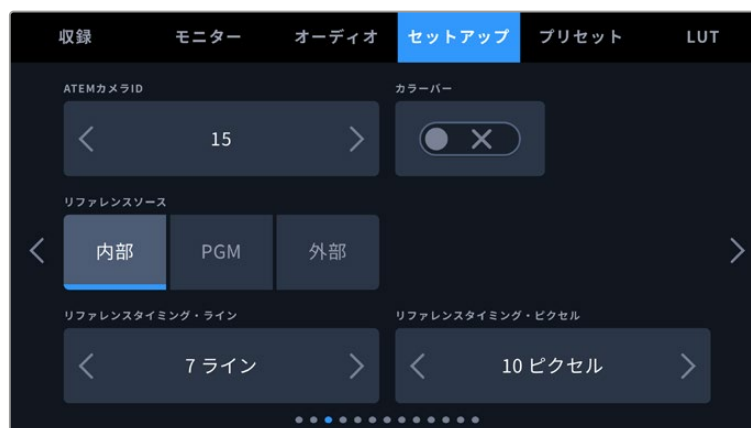 収録 モニター オーディオ セットアップ プリセット LUT
ATEMカメラID カラーバー
15
リファレンスソース
内部 PGM 外部
リファレンスタイミング・ライン リファレンスタイミング・ピクセル
7 ライン 10 ピクセル